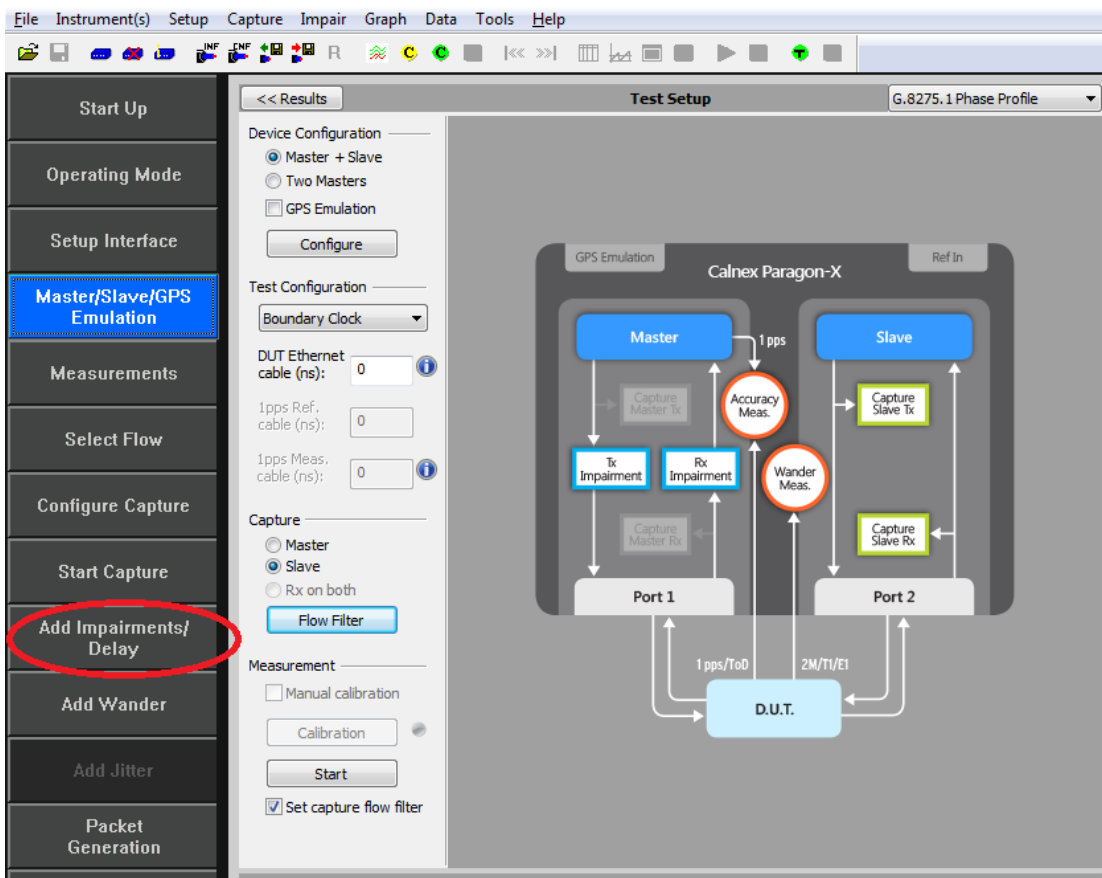 File Instrument(s) Setup Capture Impair Graph Data Tools Help
INF INF R C C T
Start Up
Operating Mode
Setup Interface
Master/Slave/GPS
Emulation
Measurements
Select Flow
Configure Capture
Start Capture
Add Impairments/
Delay
Add Wander
Add Jitter
Packet
Generation
<< Results
Test Setup
G.8275.1 Phase Profile
Device Configuration
Master + Slave
Two Masters
GPS Emulation
Configure
Test Configuration
Boundary Clock
DUT Ethernet
cable (ns): 0
1pps Ref.
cable (ns): 0
1pps Meas.
cable (ns): 0
Capture
Master
Slave
Rx on both
Flow Filter
Measurement
Manual calibration
Calibration
Start
Set capture flow filter
GPS Emulation
Calnex Paragon-X
Ref In
Master
1 pps
Slave
Capture
Master Tx
Accuracy
Meas.
Capture
Slave Tx
Tx
Impairment
Rx
Impairment
Wander
Meas.
Capture
Master Rx
Capture
Slave Rx
Port 1
Port 2
1 pps/ToD
2M/T1/E1
D.U.T.